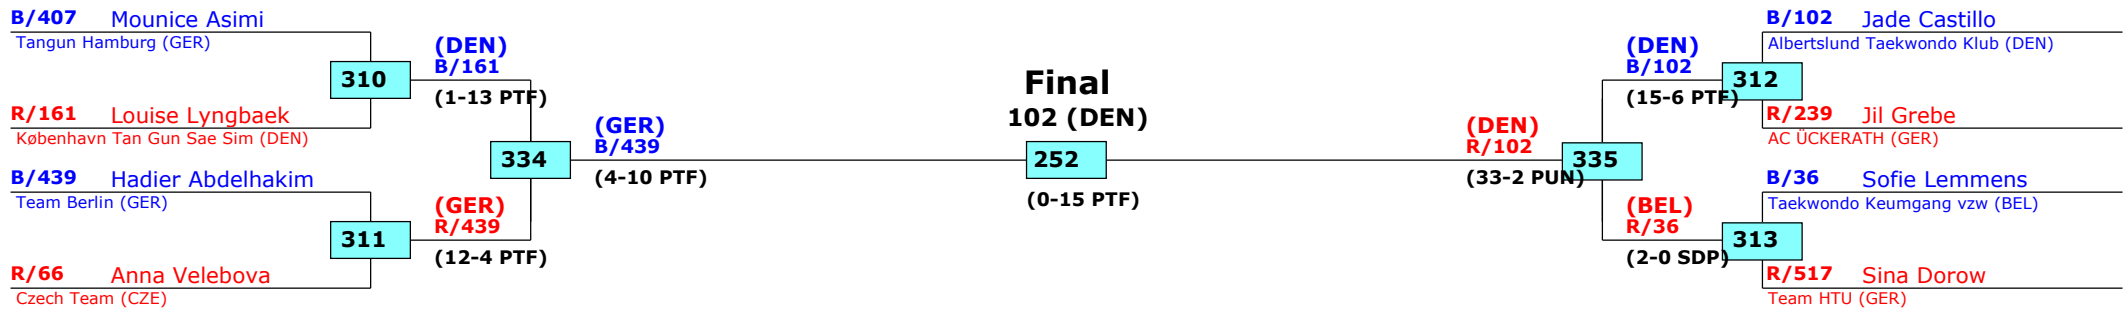 B/407 Mounice Asimi
Tangun Hamburg (GER)
310
R/161 Louise Lyngbaek
København Tan Gun Sae Sim (DEN)
(DEN)
B/161
(1-13 PTF)
B/439 Hadier Abdelhakim
Team Berlin (GER)
311
R/66 Anna Velebova
Czech Team (CZE)
(GER)
R/439
(12-4 PTF)
334
(GER)
B/439
(4-10 PTF)
Final
102 (DEN)
252
(0-15 PTF)
(DEN)
R/102
(33-2 PUN)
335
(DEN)
B/102
(15-6 PTF)
312
B/102 Jade Castillo
Albertslund Taekwondo Klub (DEN)
R/239 Jil Grebe
AC ÜCKERATH (GER)
(BEL)
R/36
(2-0 SDP)
313
B/36 Sofie Lemmens
Taekwondo Keumgang vzw (BEL)
R/517 Sina Dorow
Team HTU (GER)